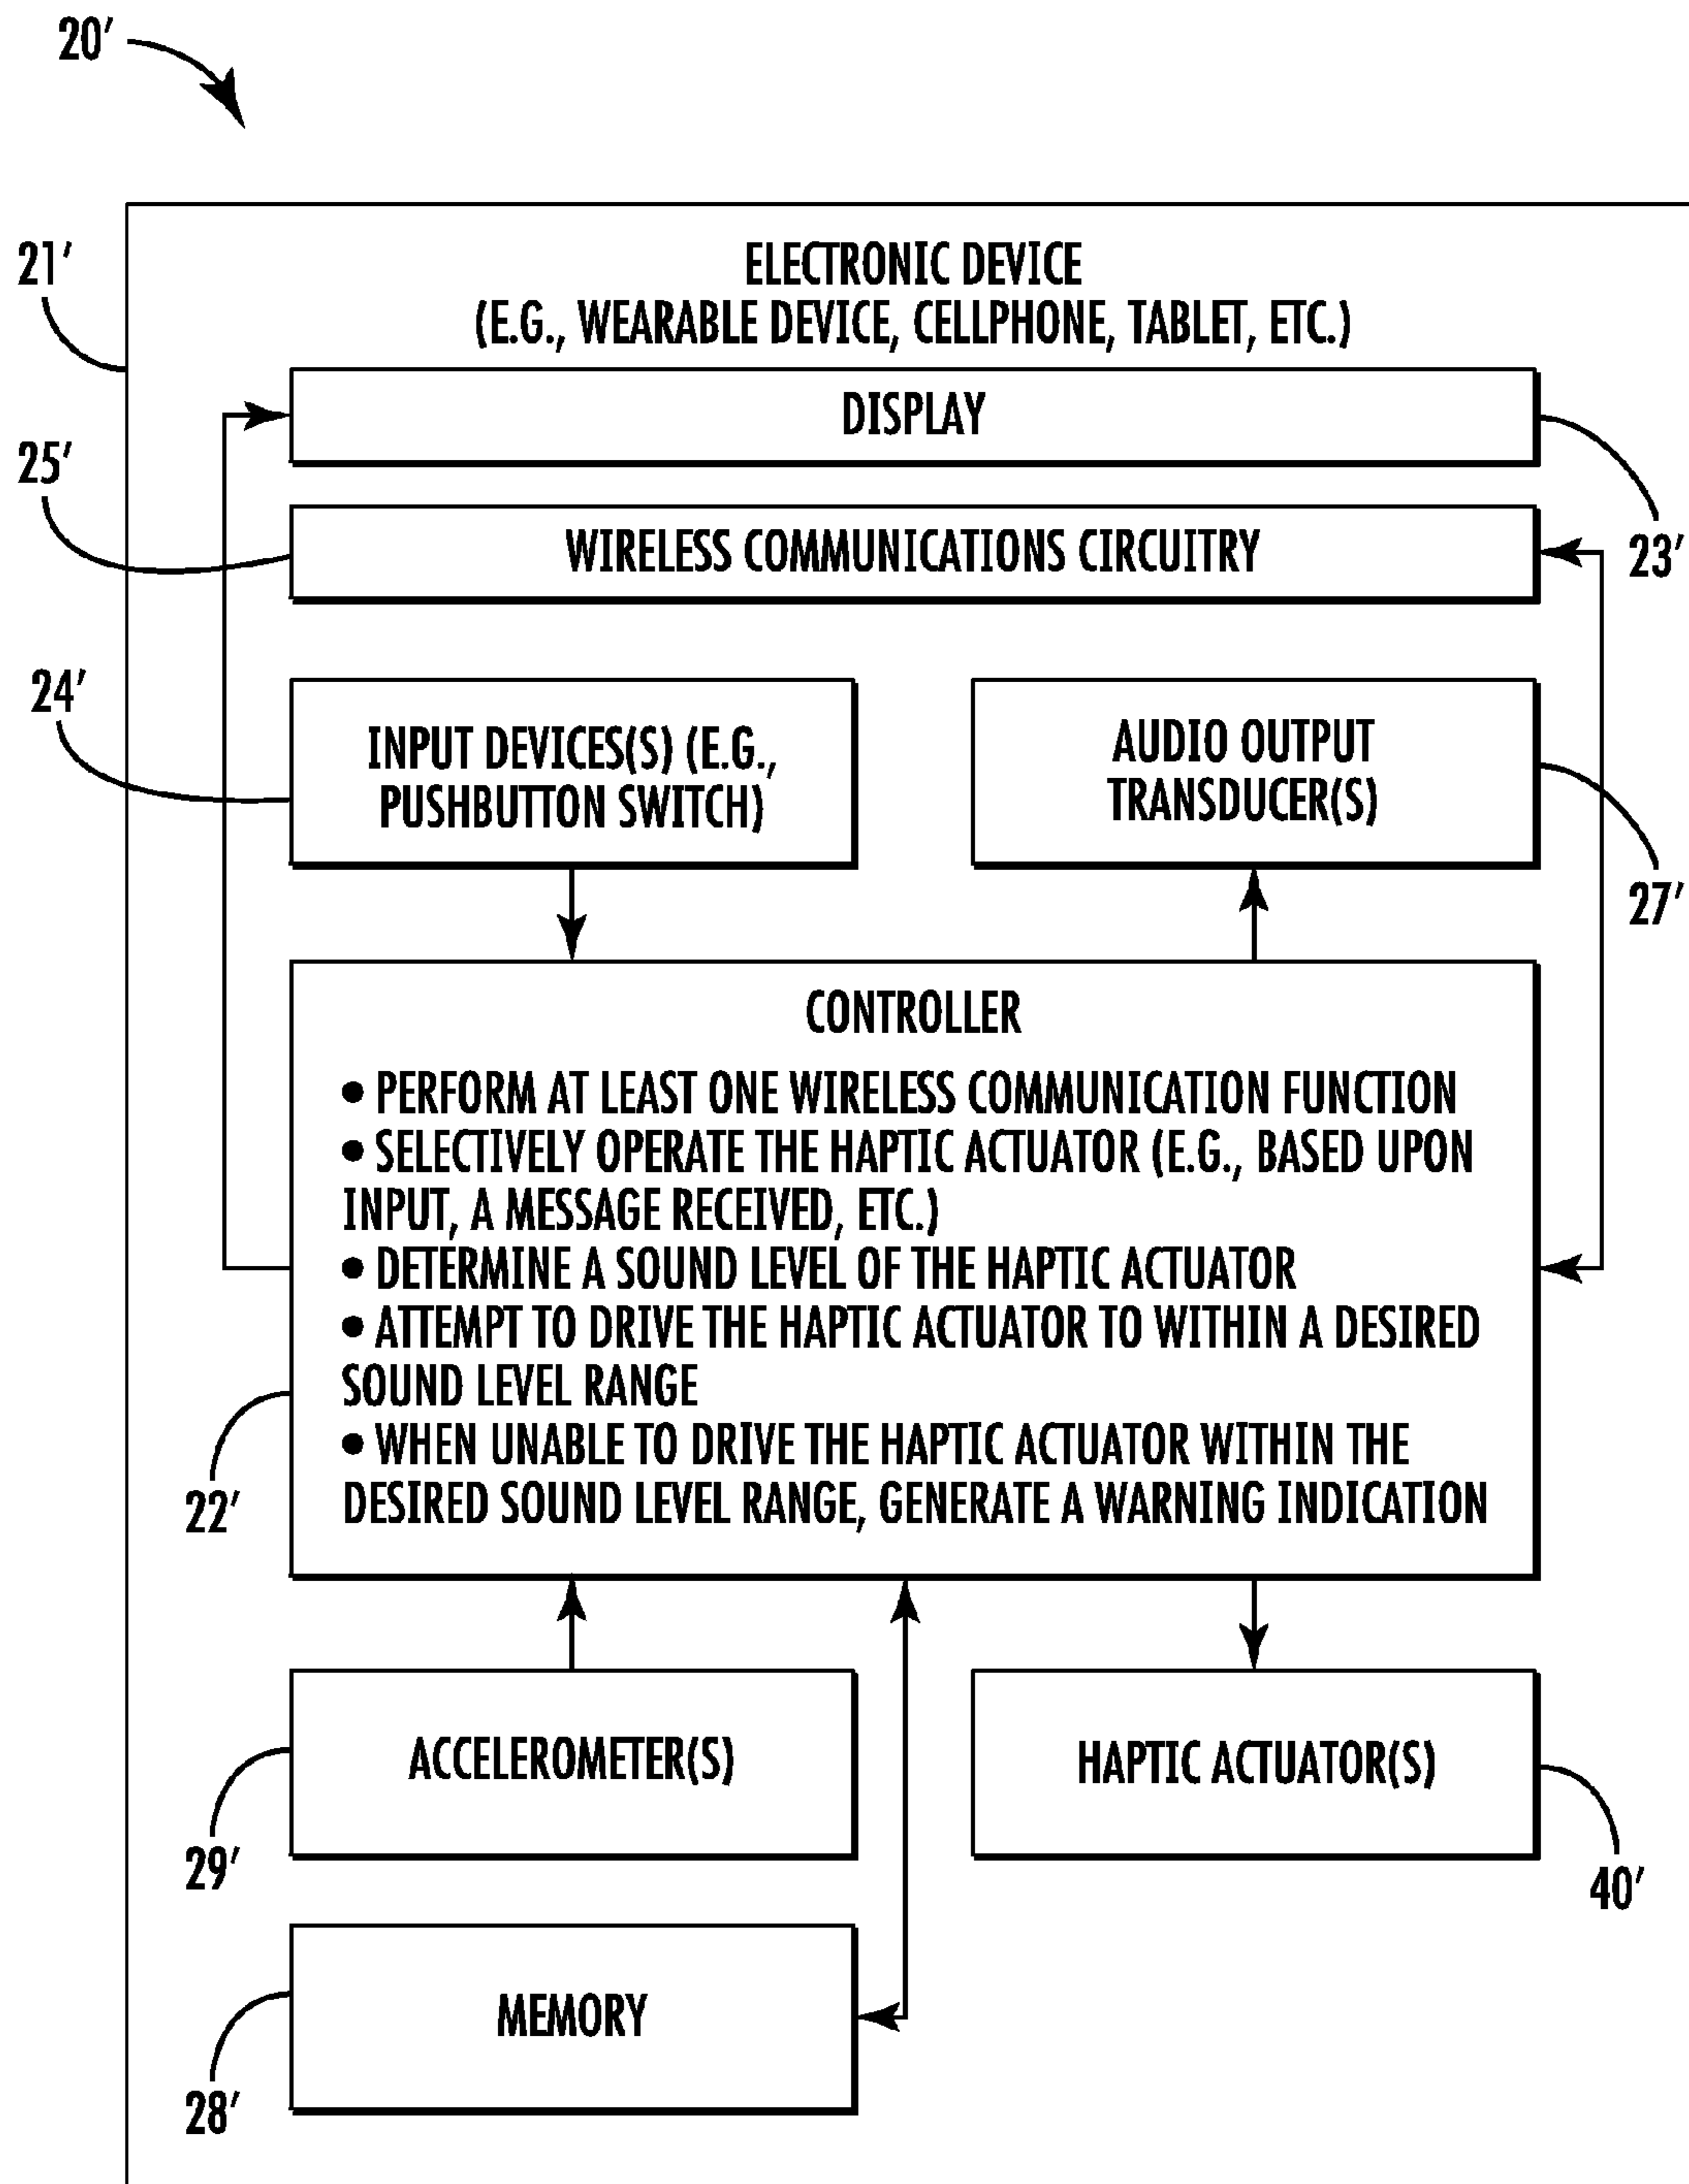 20′
21′
ELECTRONIC DEVICE
(E.G., WEARABLE DEVICE, CELLPHONE, TABLET, ETC.)
DISPLAY
25′
WIRELESS COMMUNICATIONS CIRCUITRY
23′
24′
INPUT DEVICES(S) (E.G.,
PUSHBUTTON SWITCH)
AUDIO OUTPUT
TRANSDUCER(S)
27′
CONTROLLER
● PERFORM AT LEAST ONE WIRELESS COMMUNICATION FUNCTION
● SELECTIVELY OPERATE THE HAPTIC ACTUATOR (E.G., BASED UPON
INPUT, A MESSAGE RECEIVED, ETC.)
● DETERMINE A SOUND LEVEL OF THE HAPTIC ACTUATOR
● ATTEMPT TO DRIVE THE HAPTIC ACTUATOR TO WITHIN A DESIRED
SOUND LEVEL RANGE
● WHEN UNABLE TO DRIVE THE HAPTIC ACTUATOR WITHIN THE
DESIRED SOUND LEVEL RANGE, GENERATE A WARNING INDICATION
22′
ACCELEROMETER(S)
HAPTIC ACTUATOR(S)
29′
40′
MEMORY
28′